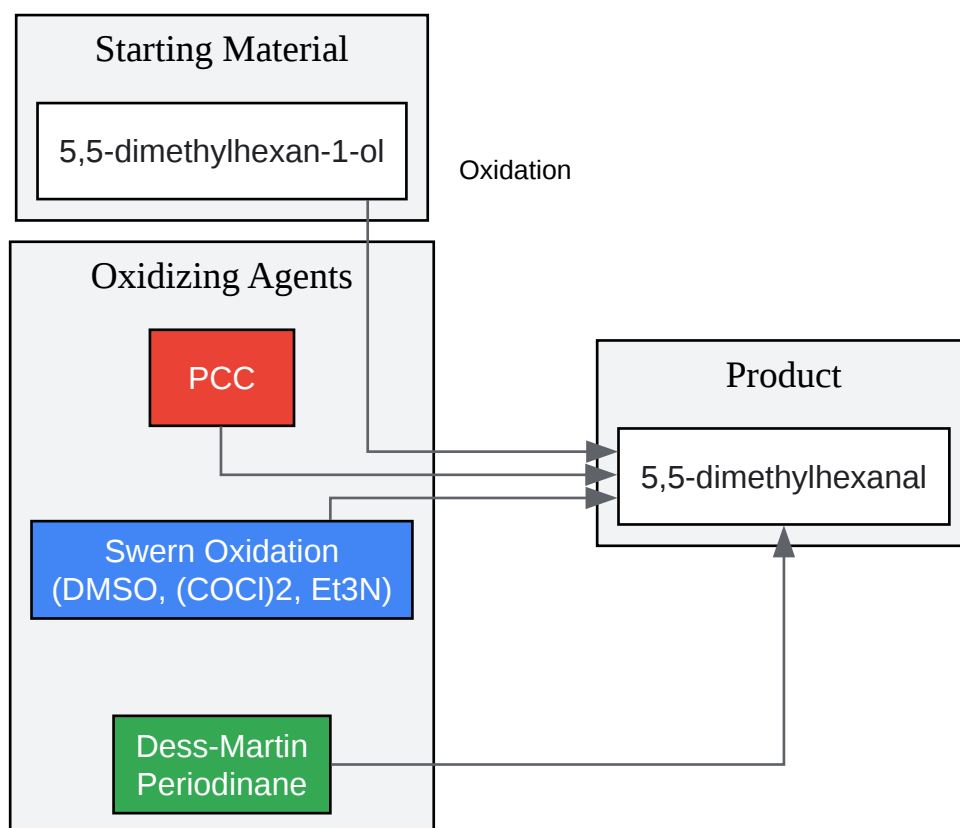 Starting Material
5,5-dimethylhexan-1-ol
Oxidation
Oxidizing Agents
PCC
Product
5,5-dimethylhexanal
Swern Oxidation
(DMSO, (COCl)2, Et3N)
Dess-Martin
Periodinane